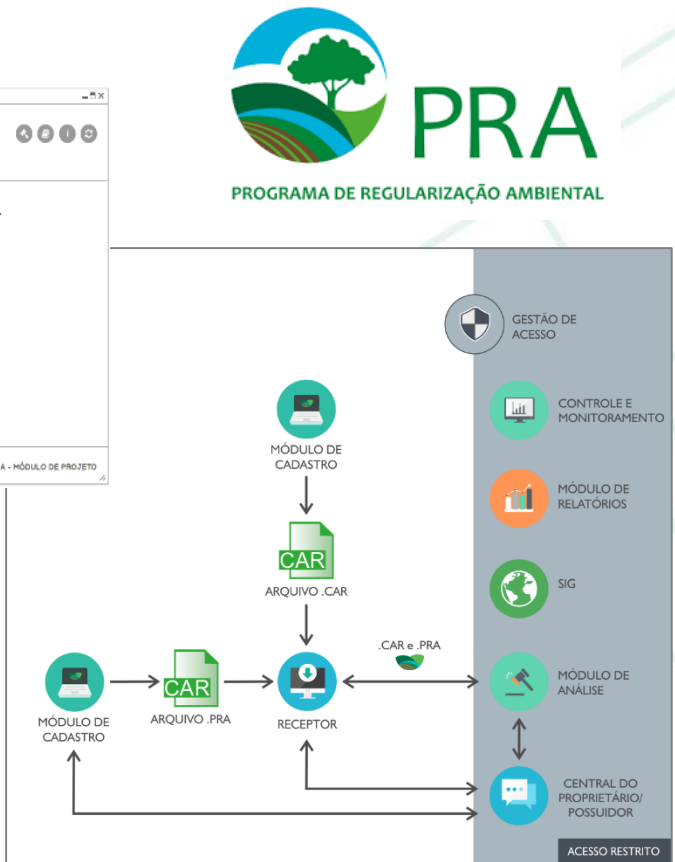 PRA
PROGRAMA DE REGULARIZAÇÃO AMBIENTAL
A - MÓDULO DE PROJETO
GESTÃO DE
ACESSO
CONTROLE E
MONITORAMENTO
MÓDULO DE
CADASTRO
MÓDULO DE
RELATÓRIOS
CAR
ARQUIVO .CAR
SIG
.CAR e .PRA
MÓDULO DE
ANÁLISE
CAR
ARQUIVO .PRA
RECEPTOR
MÓDULO DE
CADASTRO
CENTRAL DO
PROPRIETÁRIO/
POSSUIDOR
ACESSO RESTRITO